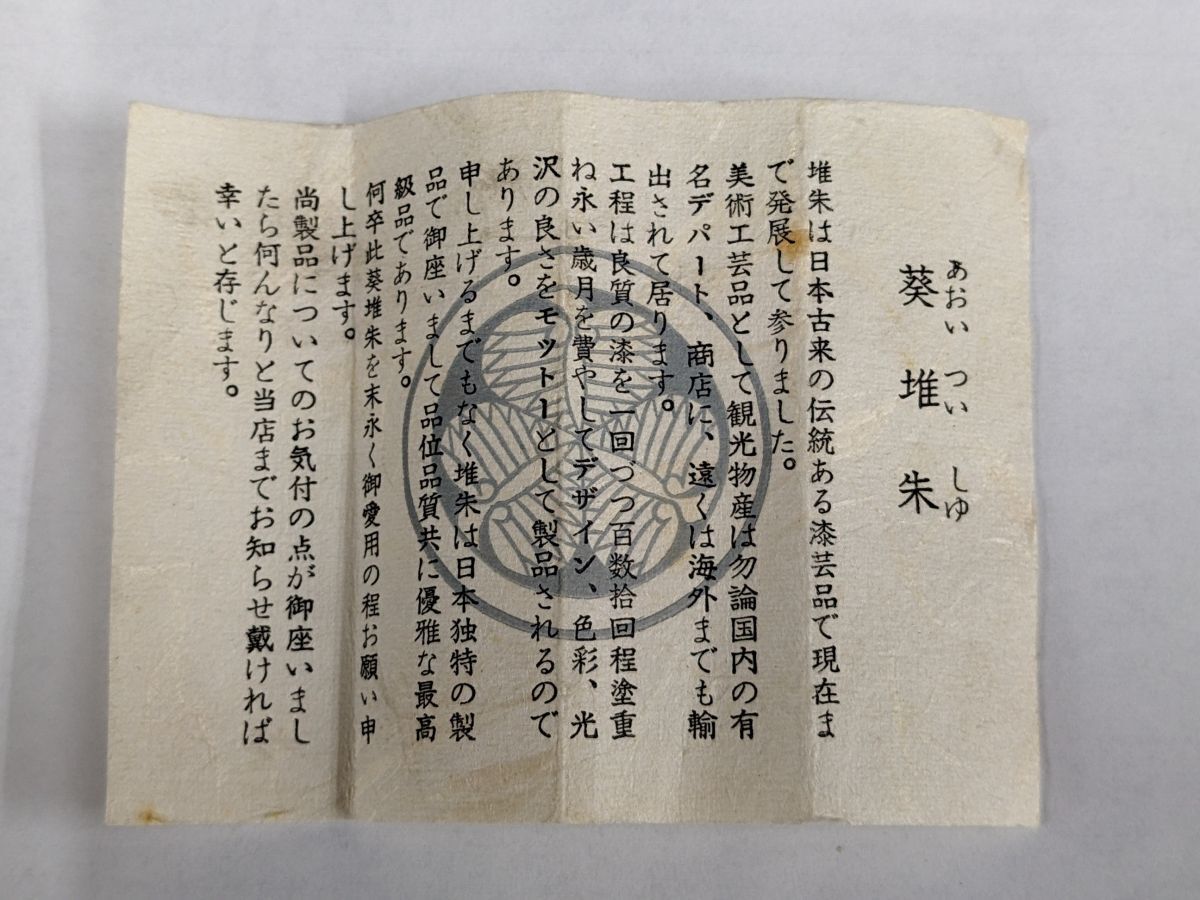 あおい つい しゆ
葵堆朱
堆朱は日本古来の伝統ある漆芸品で現在ま
で発展して参りました。
美術工芸品として観光物産は勿論国内の有
名デパート、商店に、遠くは海外までも輸
出されて居ります。
工程は良質の漆を一回づつ百数拾回程塗重
ね永い歳月を費やしてデザイン、色彩、光
沢の良さをモットーとして製品されるので
あります。
申し上げるまでもなく堆朱は日本独特の製
品で御座いまして品位品質共に優雅な最高
級品であります。
何卒此葵堆朱を末永く御愛用の程お願い申
し上げます。
尚製品についてのお気付の点が御座いまし
たら何んなりと当店までお知らせ戴ければ
幸いと存じます。